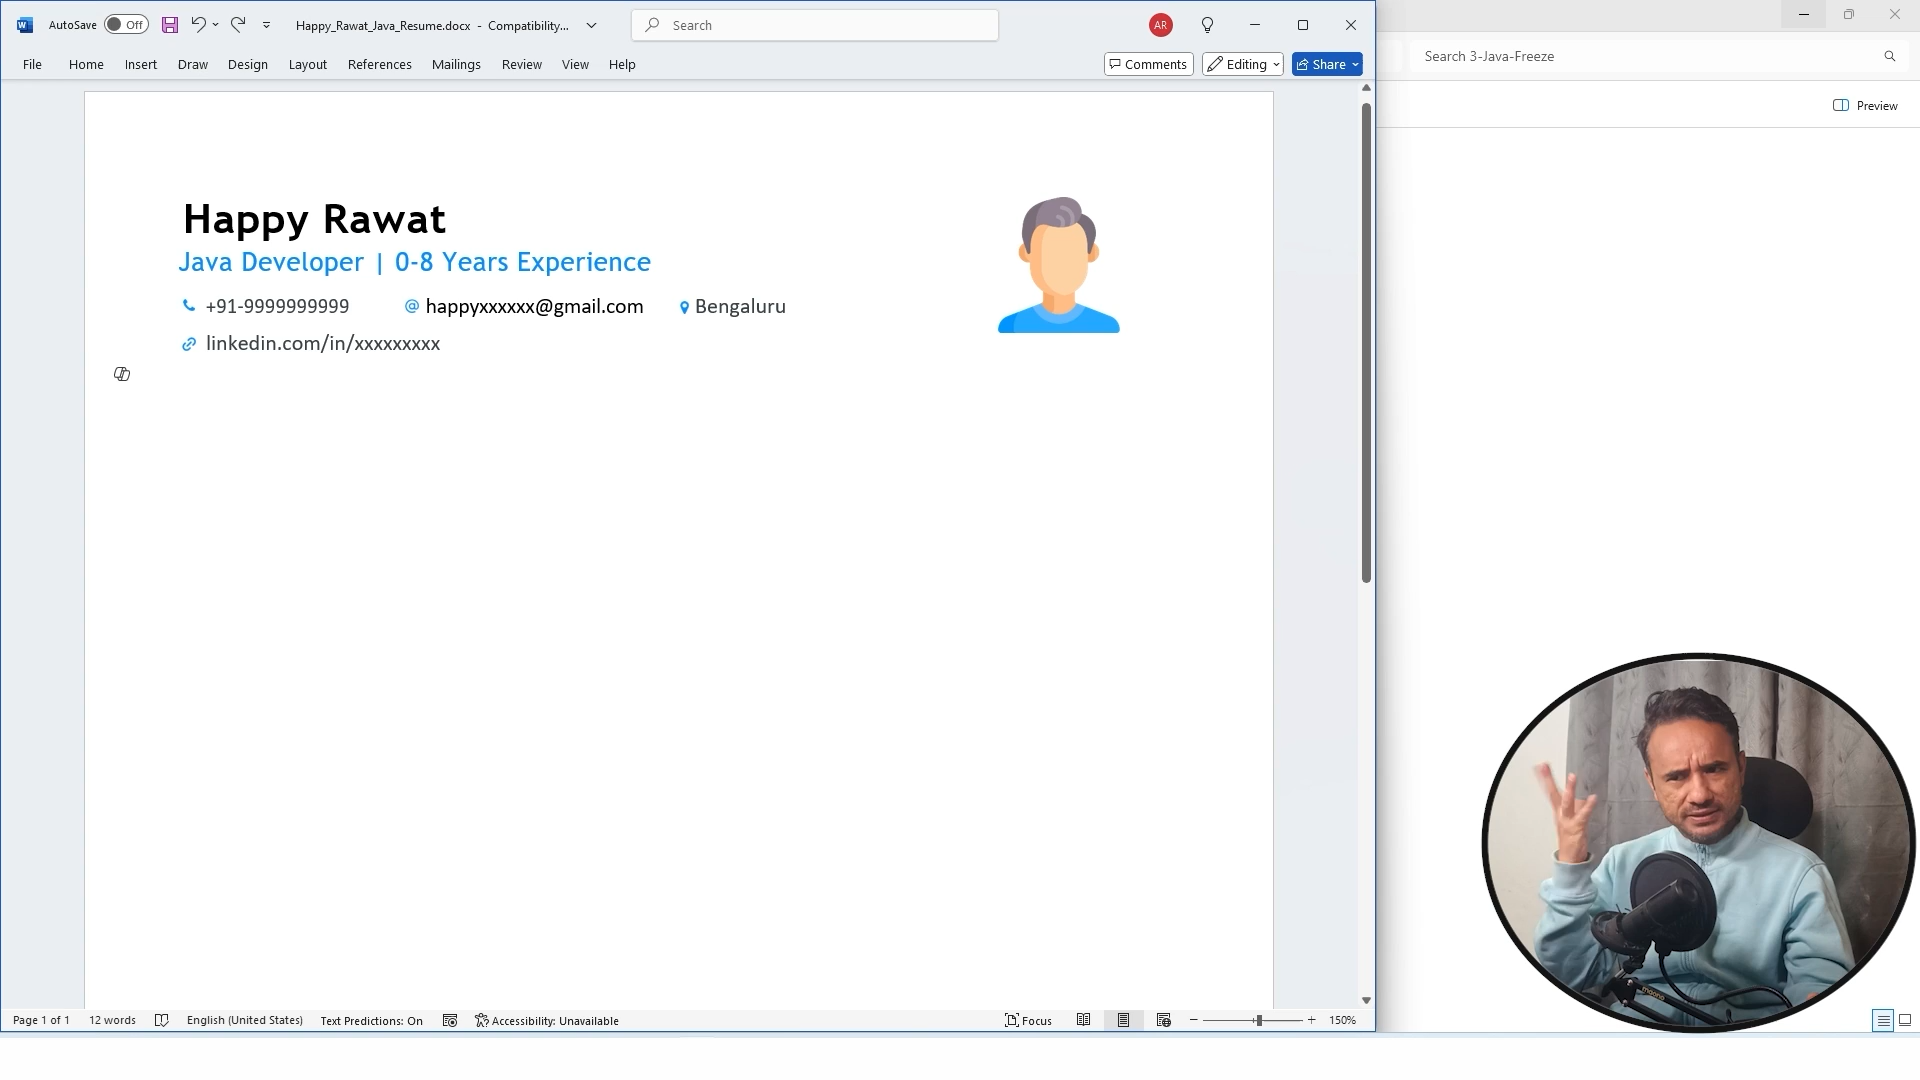 AutoSave Off Happy_Rawat_Java_Resume.docx - Compatibility... Search AR
File Home Insert Draw Design Layout References Mailings Review View Help Comments Editing Share
Search 3-Java-Freeze
Preview
Happy Rawat
Java Developer | 0-8 Years Experience
+91-9999999999 happyxxxxxx@gmail.com Bengaluru
linkedin.com/in/xxxxxxxxx
moono
Page 1 of 1 12 words English (United States) Text Predictions: On Accessibility: Unavailable Focus 150%